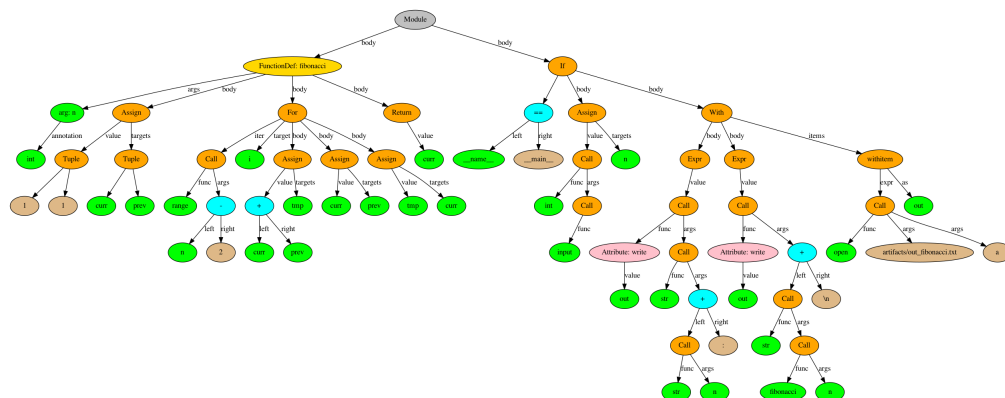 Module
body body
FunctionDef: fibonacci If
args body body body body body
arg: n Assign For Return == Assign With
annotation value targets iter target body body body value left right value targets body body items
int Tuple Tuple Call i Assign Assign Assign curr __name__ __main__ Call n Expr Expr withitem
func args value targets value targets value targets func args value value expr as
1 1 curr prev range - + tmp curr prev tmp curr int Call Call Call Call out
left right left right func func args func args func args args
n 2 curr prev input Attribute: write Call Attribute: write + open artifacts/out_fibonacci.txt a
value func args value left right
out str + out Call \n
left right func args
Call : str Call
func args func args
str n fibonacci n